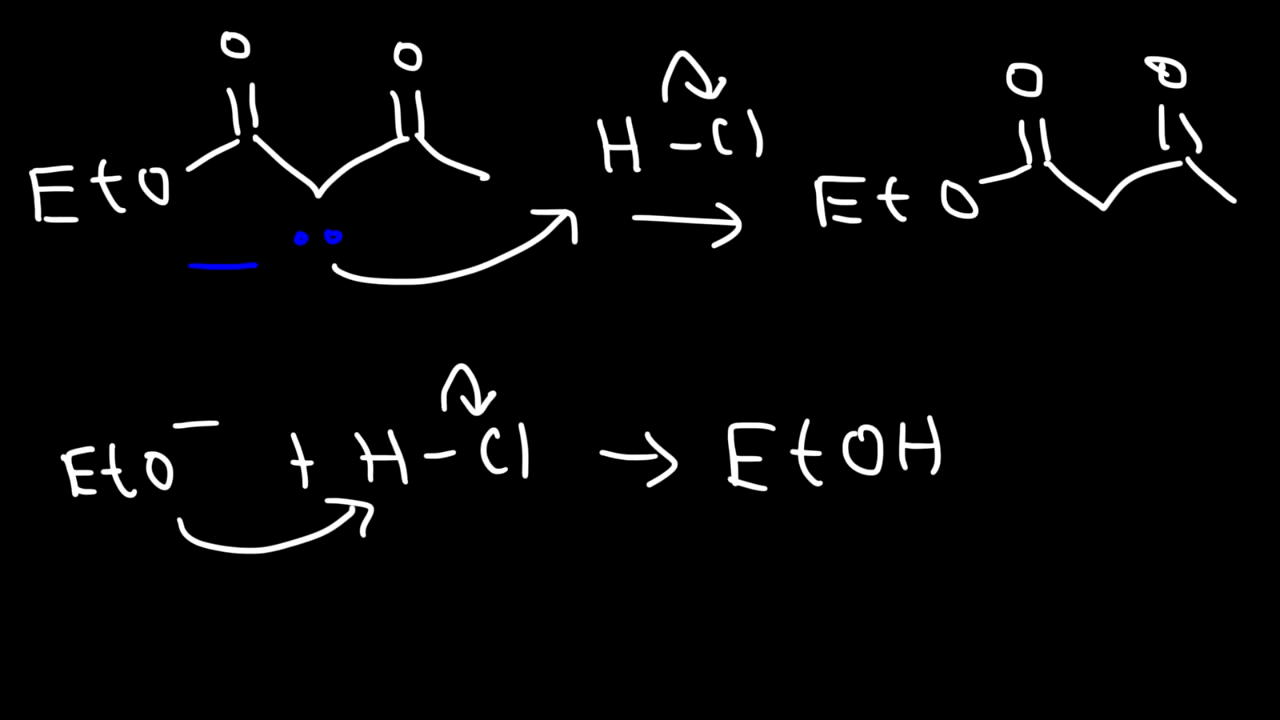 O O O O
EtO H-Cl → EtO
EtO⁻ + H-Cl → EtOH